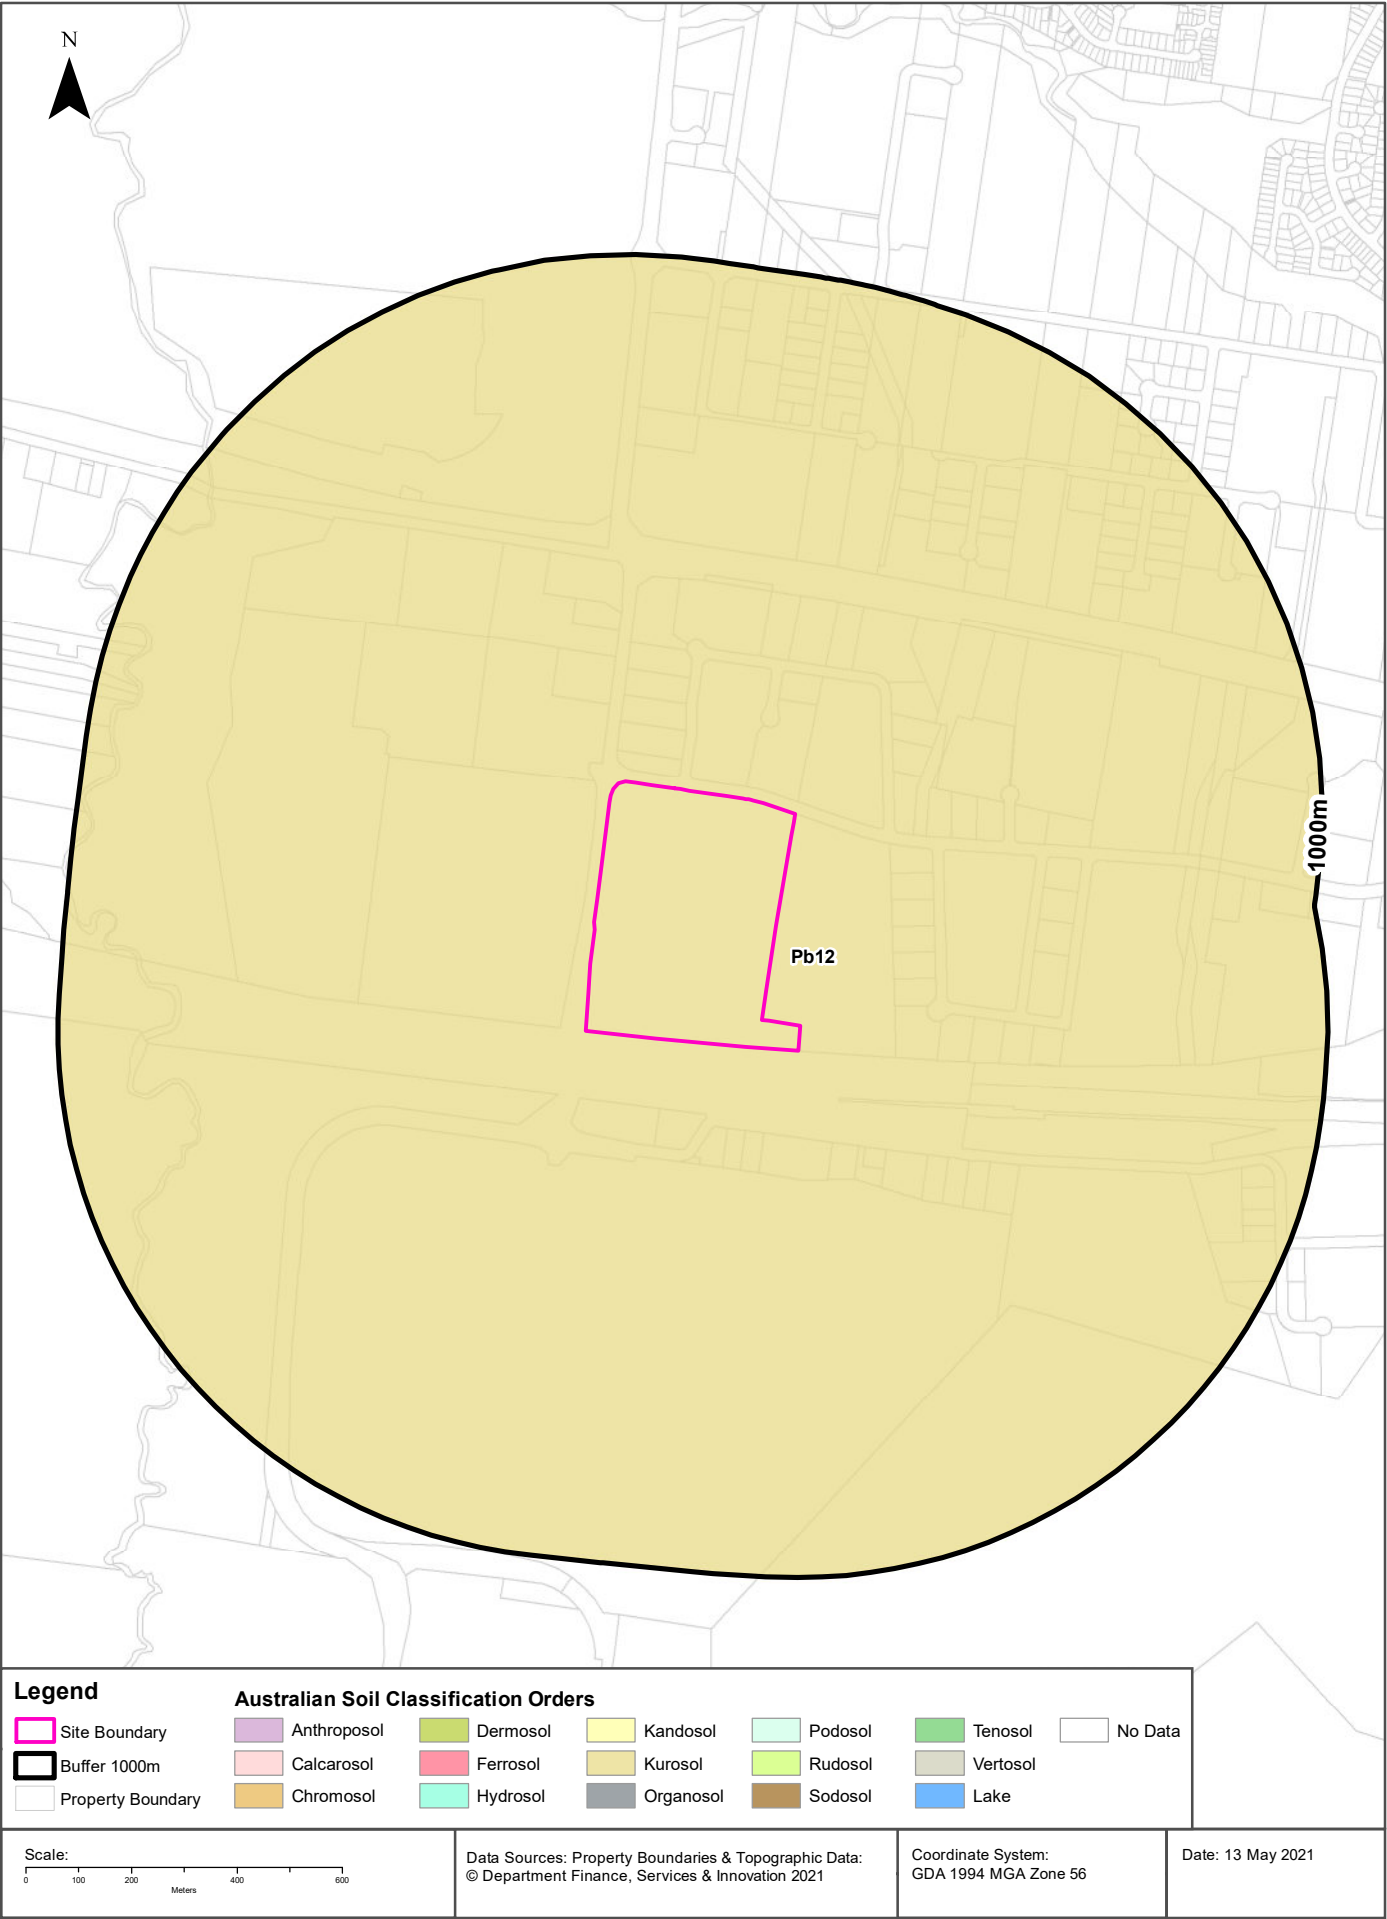 N
1000m
Pb12
Legend
Site Boundary
Buffer 1000m
Property Boundary
Australian Soil Classification Orders
Anthroposol
Calcarosol
Chromosol
Dermosol
Ferrosol
Hydrosol
Kandosol
Kurosol
Organosol
Podosol
Rudosol
Sodosol
Tenosol
Vertosol
Lake
No Data
Scale:
0 100 200 400 600
Meters
Data Sources: Property Boundaries & Topographic Data:
© Department Finance, Services & Innovation 2021
Coordinate System:
GDA 1994 MGA Zone 56
Date: 13 May 2021